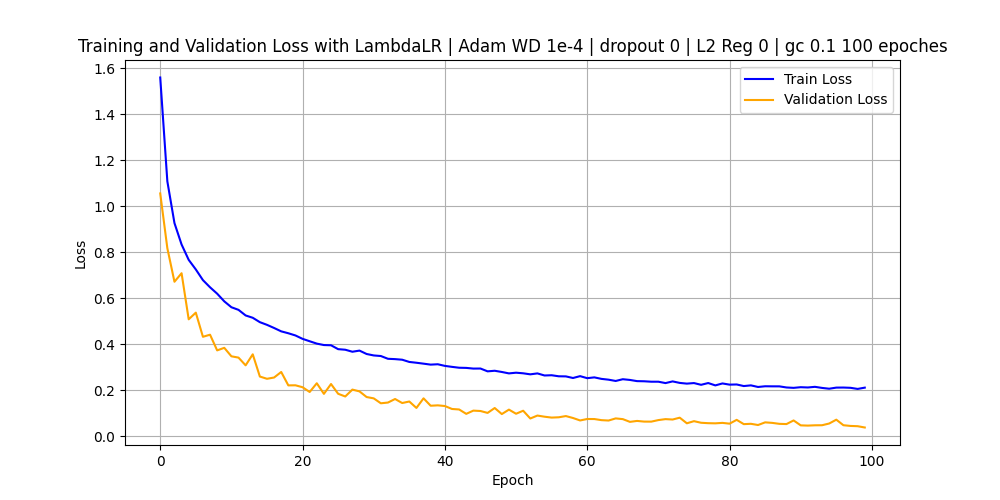 Training and Validation Loss with LambdaLR | Adam WD 1e-4 | dropout 0 | L2 Reg 0 | gc 0.1 100 epoches
Train Loss
Validation Loss
1.6
1.4
1.2
1.0
0.8
0.6
0.4
0.2
0.0
Loss
0 20 40 60 80 100
Epoch